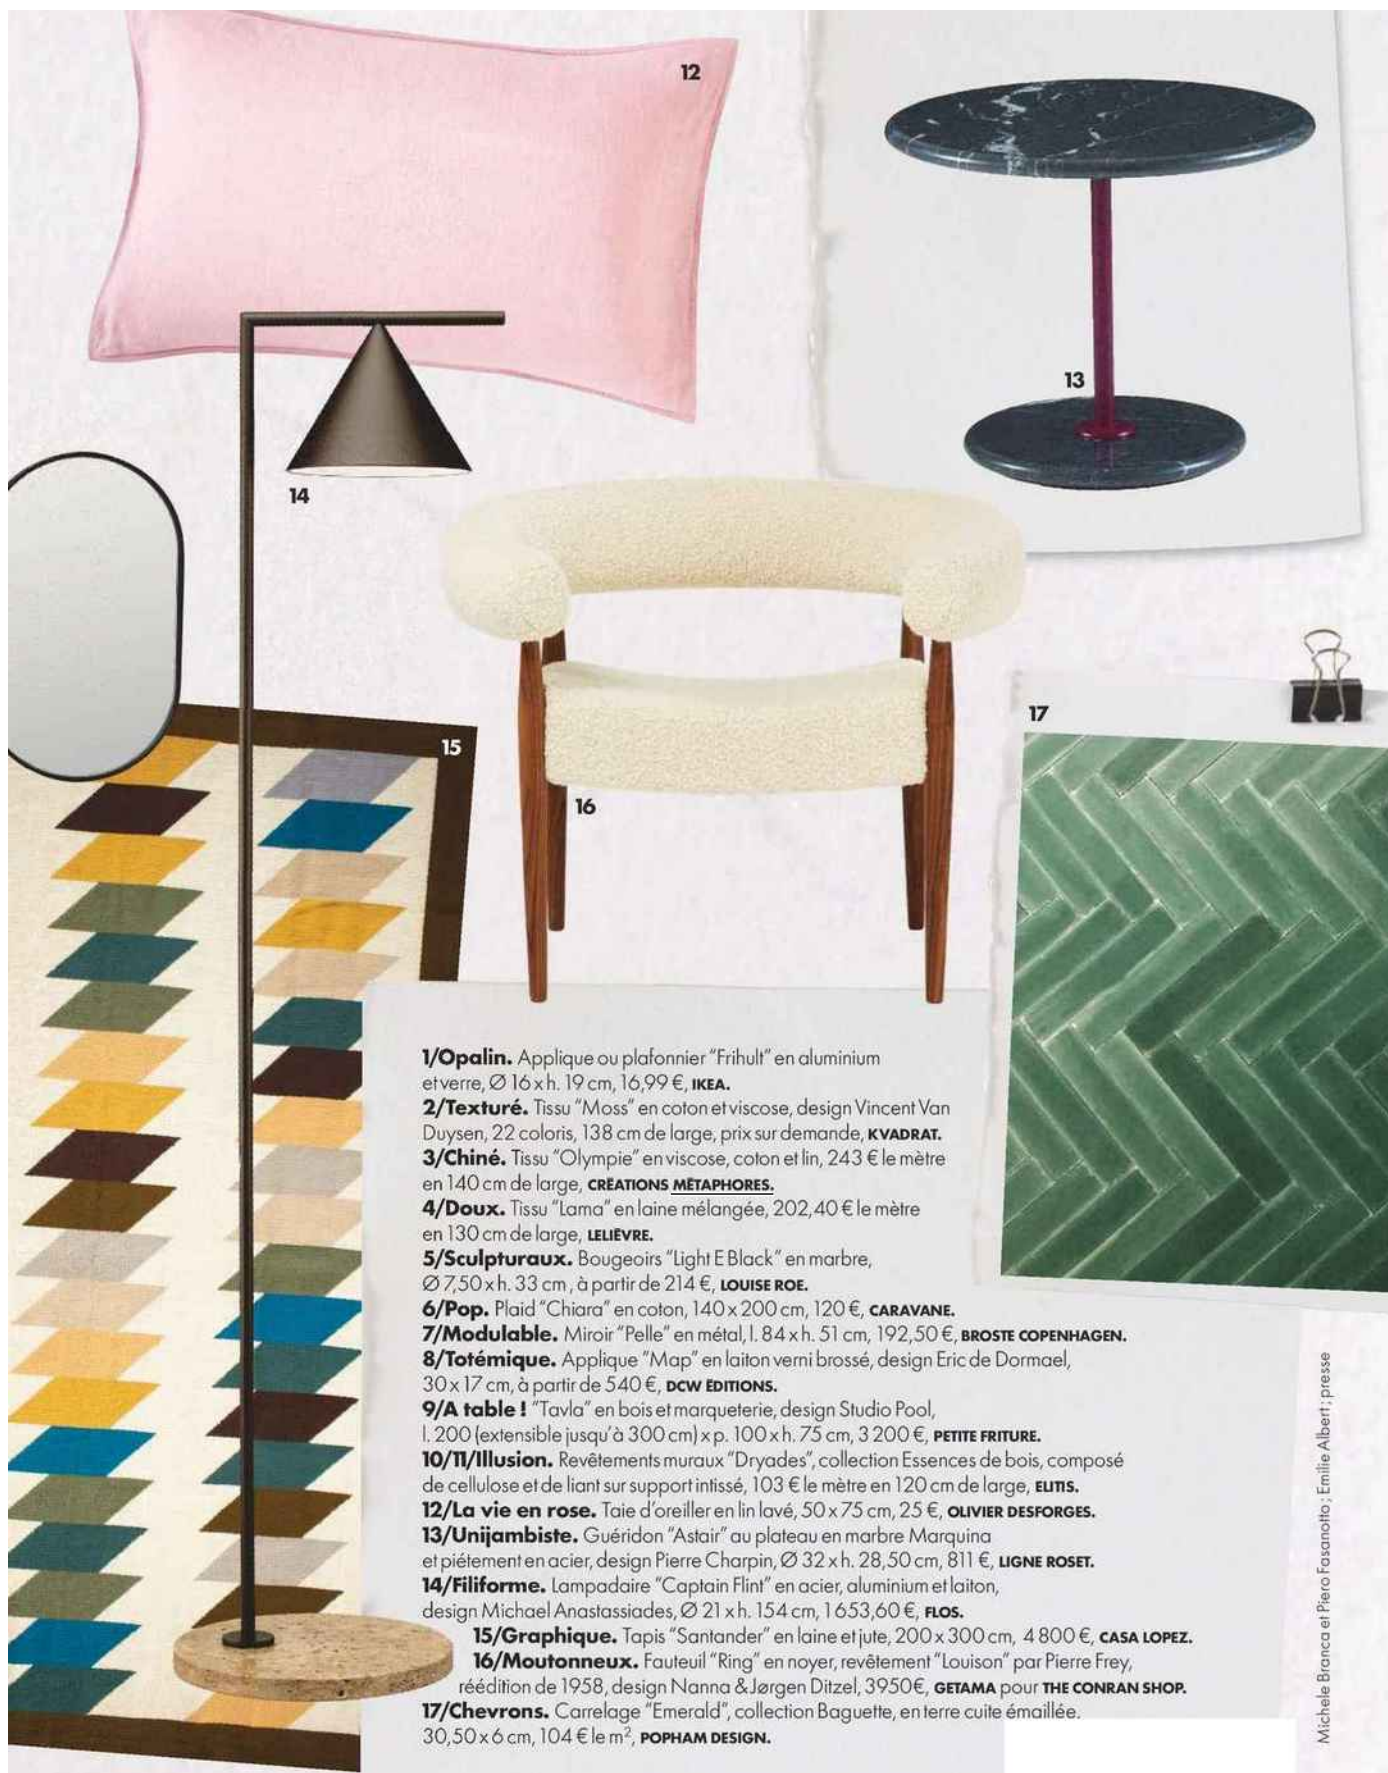 12
13
14
15
16
17
1/Opalin. Applique ou plafonnier “Frihult” en aluminium
et verre, Ø 16 x h. 19 cm, 16,99 €, IKEA.
2/Texturé. Tissu “Moss” en coton et viscose, design Vincent Van
Duysen, 22 coloris, 138 cm de large, prix sur demande, KVADRAT.
3/Chiné. Tissu “Olympie” en viscose, coton et lin, 243 € le mètre
en 140 cm de large, CRÉATIONS MÉTAPHORES.
4/Doux. Tissu “Lama” en laine mélangée, 202,40 € le mètre
en 130 cm de large, LELIÈVRE.
5/Sculpturaux. Bougeoirs “Light E Black” en marbre,
Ø 7,50 x h. 33 cm, à partir de 214 €, LOUISE ROE.
6/Pop. Plaid “Chiara” en coton, 140 x 200 cm, 120 €, CARAVANE.
7/Modulable. Miroir “Pelle” en métal, l. 84 x h. 51 cm, 192,50 €, BROSTE COPENHAGEN.
8/Totémique. Applique “Map” en laiton verni brossé, design Eric de Dormael,
30 x 17 cm, à partir de 540 €, DCW ÉDITIONS.
9/A table ! “Tavla” en bois et marqueterie, design Studio Pool,
l. 200 (extensible jusqu’à 300 cm) x p. 100 x h. 75 cm, 3 200 €, PETITE FRITURE.
10/11/Illusion. Revêtements muraux “Dryades”, collection Essences de bois, composé
de cellulose et de liant sur support intissé, 103 € le mètre en 120 cm de large, ELITIS.
12/La vie en rose. Taie d’oreiller en lin lavé, 50 x 75 cm, 25 €, OLIVIER DESFORGES.
13/Unijambiste. Guéridon “Astair” au plateau en marbre Marquina
et piétement en acier, design Pierre Charpin, Ø 32 x h. 28,50 cm, 811 €, LIGNE ROSET.
14/Filiforme. Lampadaire “Captain Flint” en acier, aluminium et laiton,
design Michael Anastassiades, Ø 21 x h. 154 cm, 1 653,60 €, FLOS.
15/Graphique. Tapis “Santander” en laine et jute, 200 x 300 cm, 4 800 €, CASA LOPEZ.
16/Moutonneux. Fauteuil “Ring” en noyer, revêtement “Louison” par Pierre Frey,
réédition de 1958, design Nanna & Jørgen Ditzel, 3950€, GETAMA pour THE CONRAN SHOP.
17/Chevrons. Carrelage “Emerald”, collection Baguette, en terre cuite émaillée.
30,50 x 6 cm, 104 € le m², POPHAM DESIGN.
Michele Branca et Piero Fasanotto ; Emilie Albert ; presse